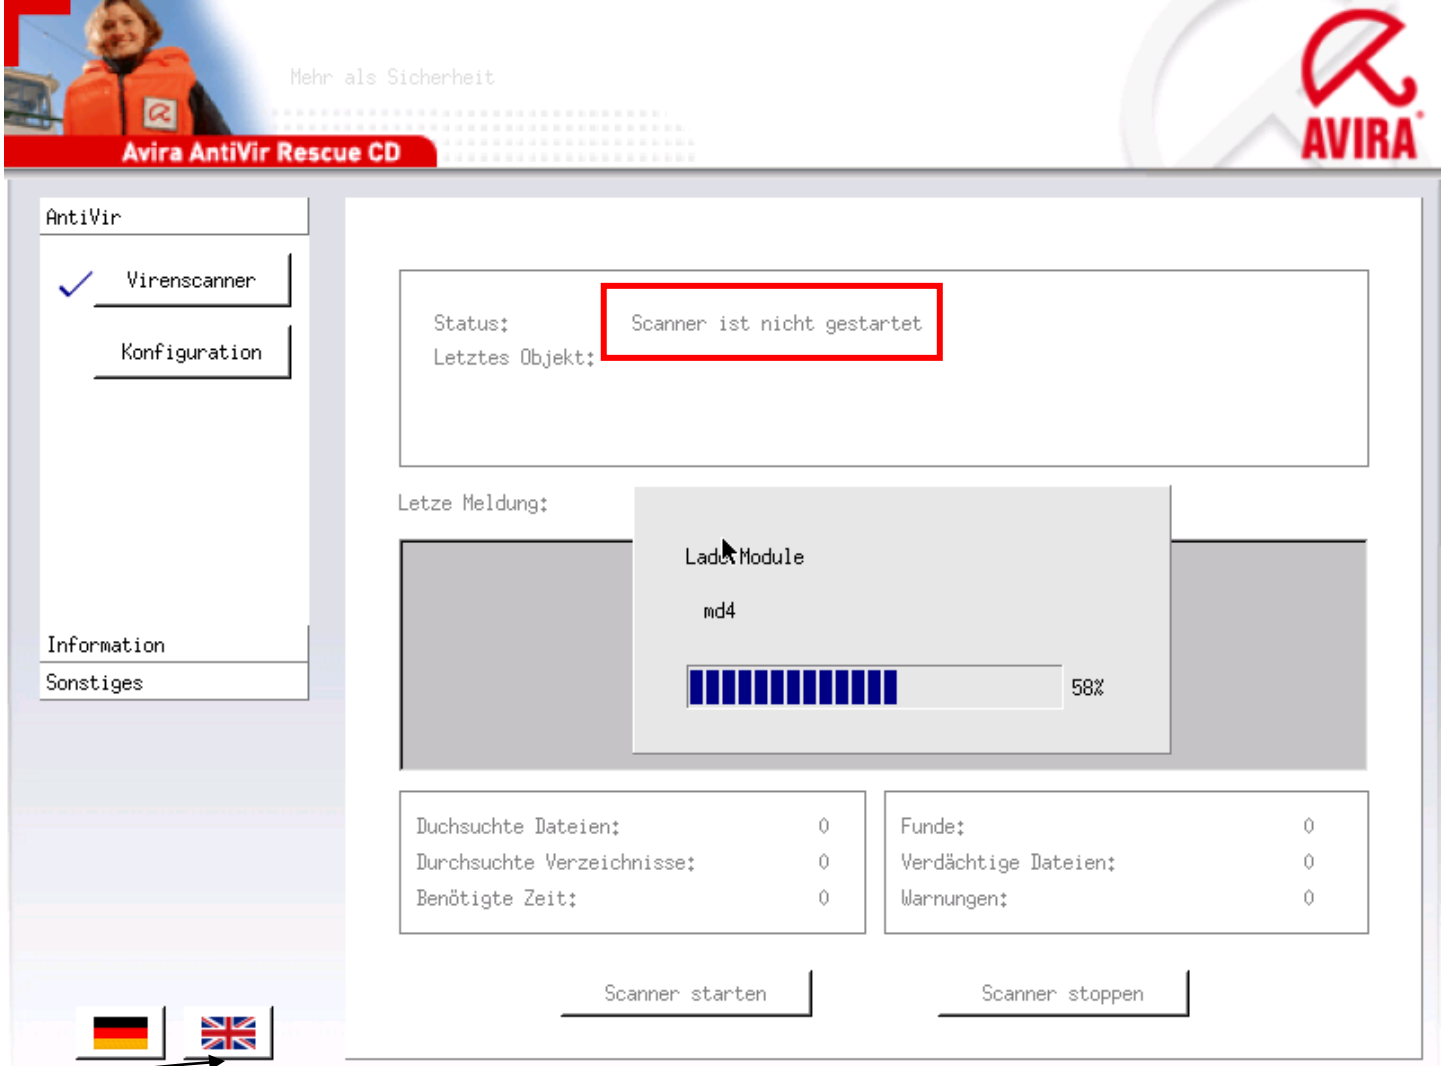 Mehr als Sicherheit
AVIRA
Avira AntiVir Rescue CD
AntiVir
Virenscanner
Konfiguration
Information
Sonstiges
Status: Scanner ist nicht gestartet
Letztes Objekt:
Letze Meldung:
Lade Module
md4
58%
Duchsuchte Dateien: 0
Durchsuchte Verzeichnisse: 0
Benötigte Zeit: 0
Funde: 0
Verdächtige Dateien: 0
Warnungen: 0
Scanner starten
Scanner stoppen